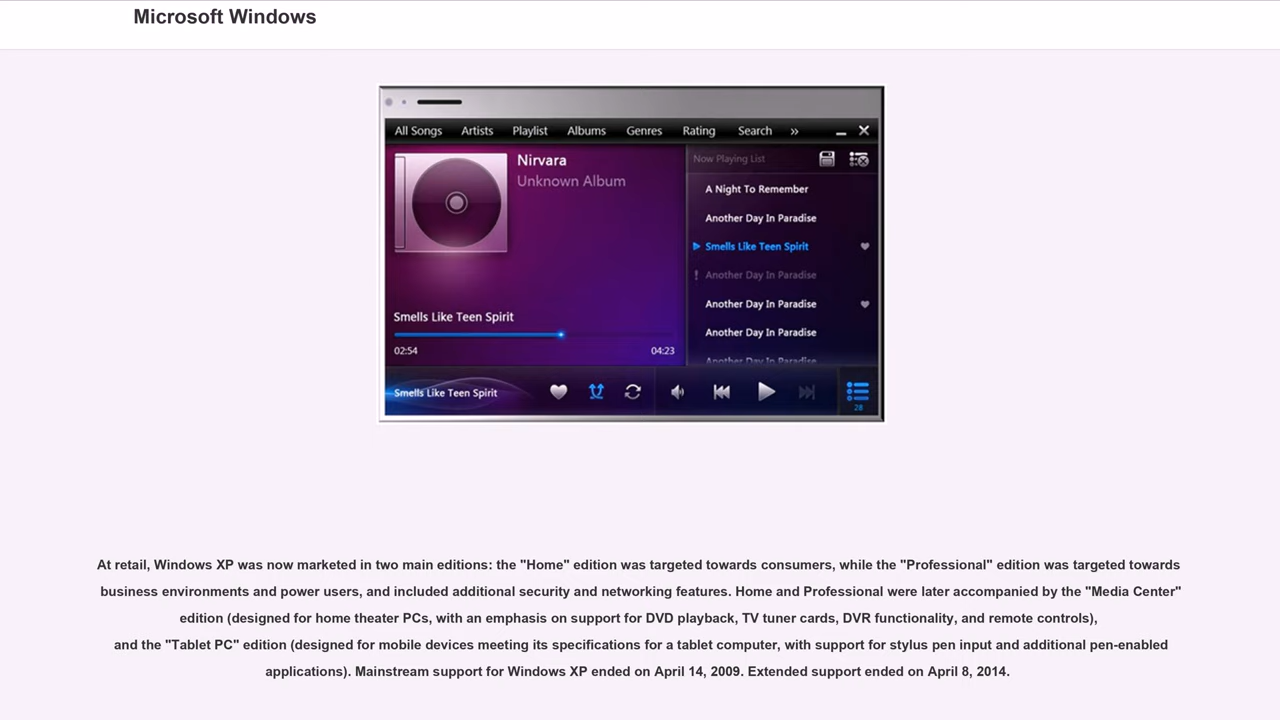 Microsoft Windows
All Songs Artists Playlist Albums Genres Rating Search »
Nirvara
Unknown Album
Now Playing List
A Night To Remember
Another Day In Paradise
Smells Like Teen Spirit
Another Day In Paradise
Another Day In Paradise
Another Day In Paradise
Another Day In Paradise
Smells Like Teen Spirit
02:54 04:23
Smells Like Teen Spirit
28
At retail, Windows XP was now marketed in two main editions: the "Home" edition was targeted towards consumers, while the "Professional" edition was targeted towards
business environments and power users, and included additional security and networking features. Home and Professional were later accompanied by the "Media Center"
edition (designed for home theater PCs, with an emphasis on support for DVD playback, TV tuner cards, DVR functionality, and remote controls),
and the "Tablet PC" edition (designed for mobile devices meeting its specifications for a tablet computer, with support for stylus pen input and additional pen-enabled
applications). Mainstream support for Windows XP ended on April 14, 2009. Extended support ended on April 8, 2014.